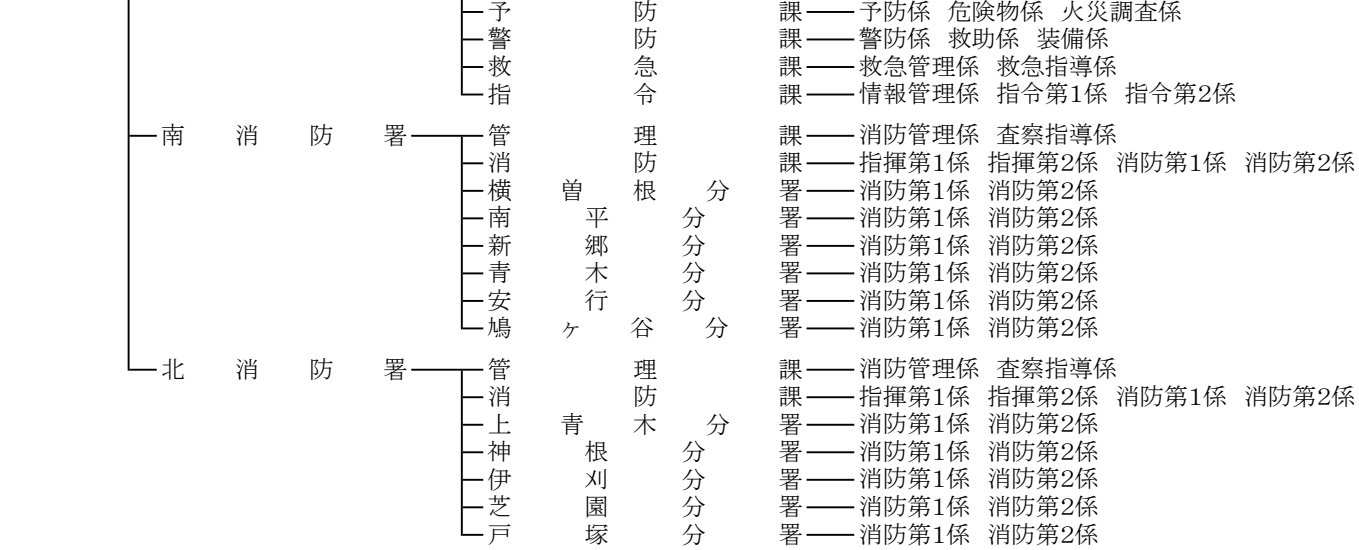 予防課 予防係 危険物係 火災調査係
警防課 警防係 救助係 装備係
救急課 救急管理係 救急指導係
指令課 情報管理係 指令第1係 指令第2係
南消防署 管理課 消防管理係 査察指導係
消防課 指揮第1係 指揮第2係 消防第1係 消防第2係
横曽根分署 消防第1係 消防第2係
南平分署 消防第1係 消防第2係
新郷分署 消防第1係 消防第2係
青木分署 消防第1係 消防第2係
安行分署 消防第1係 消防第2係
鳩ヶ谷分署 消防第1係 消防第2係
北消防署 管理課 消防管理係 査察指導係
消防課 指揮第1係 指揮第2係 消防第1係 消防第2係
上青木分署 消防第1係 消防第2係
神根分署 消防第1係 消防第2係
伊刈分署 消防第1係 消防第2係
芝園分署 消防第1係 消防第2係
戸塚分署 消防第1係 消防第2係